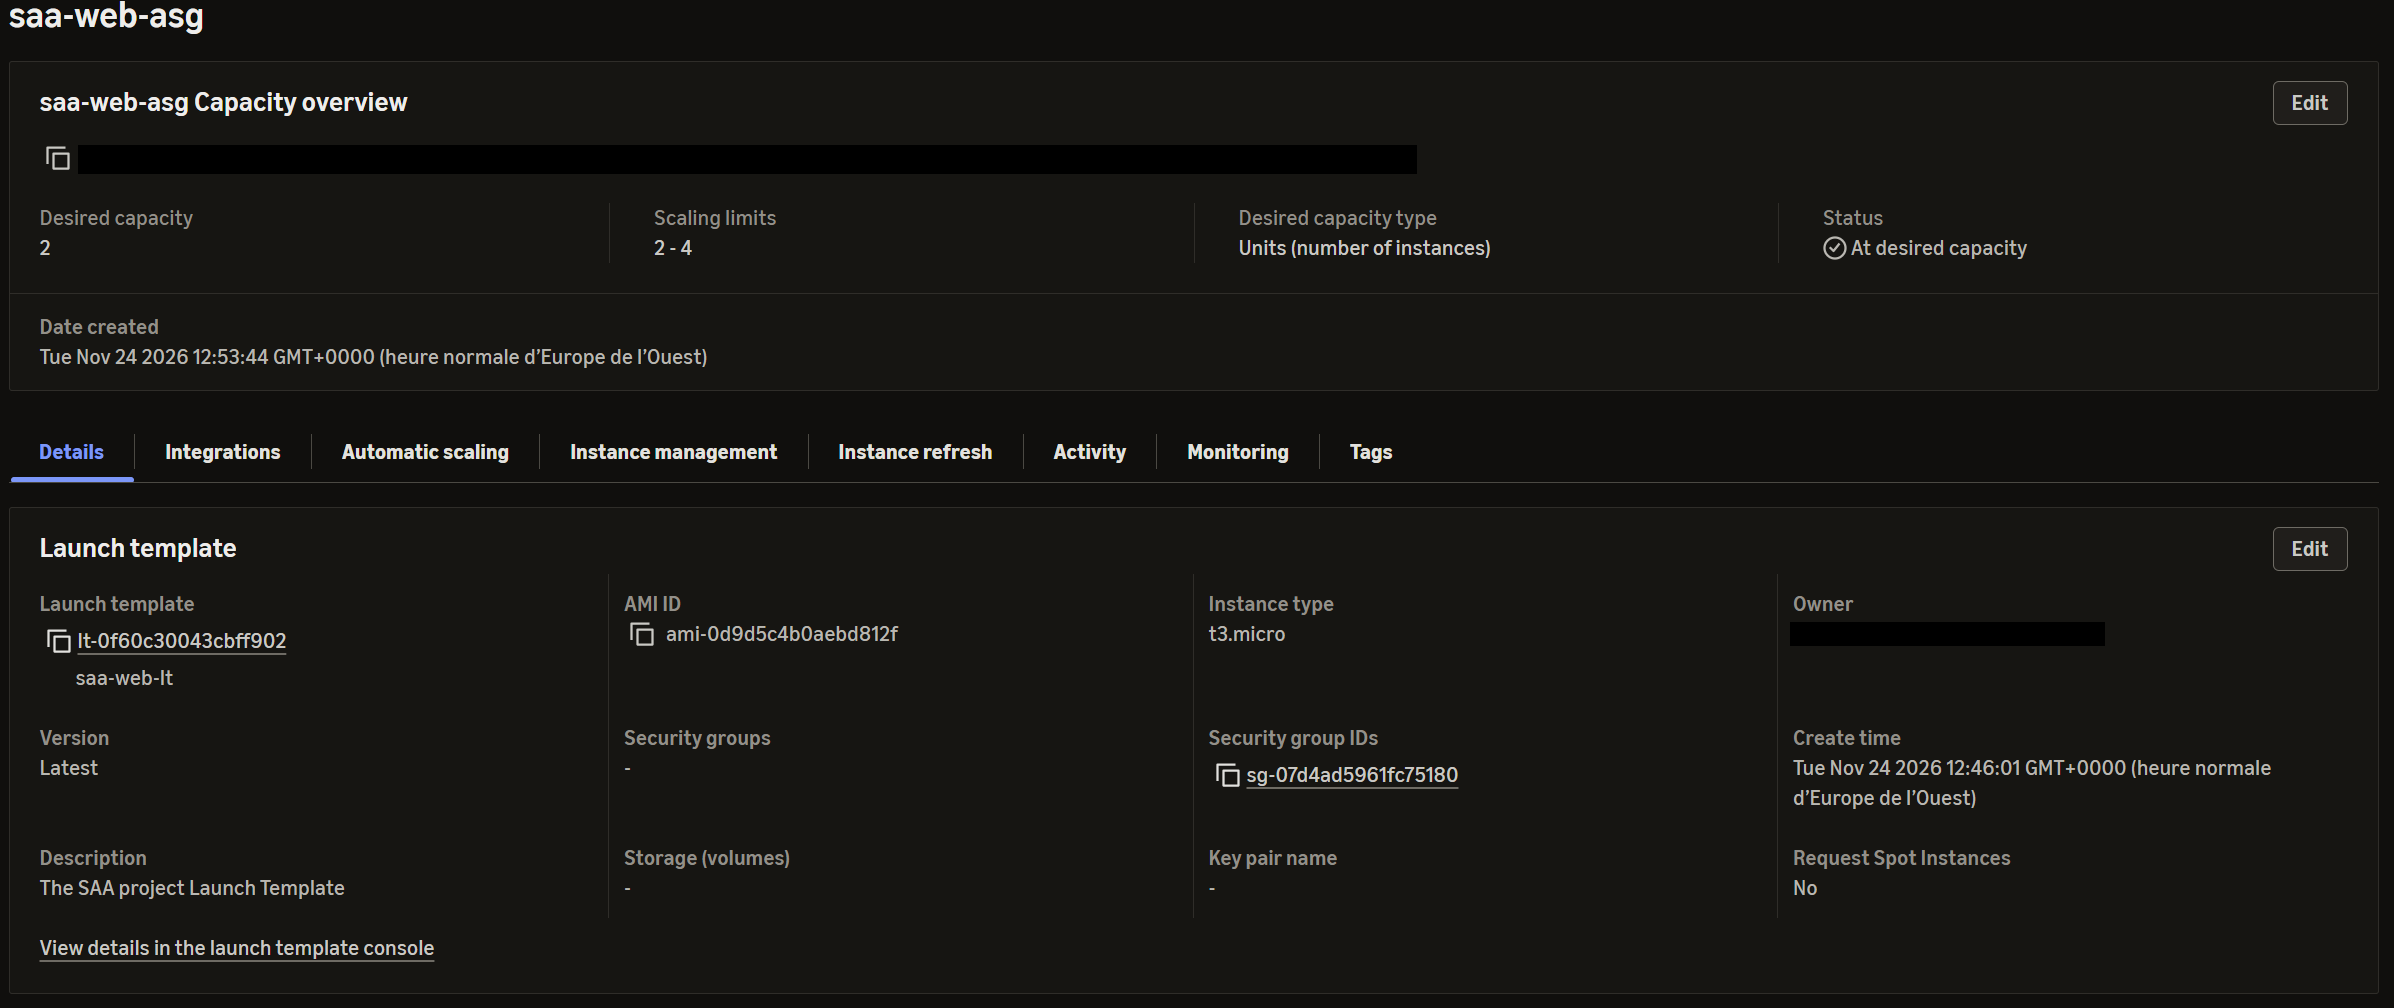 saa-web-asg
saa-web-asg Capacity overview
Edit
Desired capacity
2
Scaling limits
2 - 4
Desired capacity type
Units (number of instances)
Status
At desired capacity
Date created
Tue Nov 24 2026 12:53:44 GMT+0000 (heure normale d’Europe de l’Ouest)
Details
Integrations
Automatic scaling
Instance management
Instance refresh
Activity
Monitoring
Tags
Launch template
Edit
Launch template
lt-0f60c30043cbff902
saa-web-lt
AMI ID
ami-0d9d5c4b0aebd812f
Instance type
t3.micro
Owner
Version
Latest
Security groups
-
Security group IDs
sg-07d4ad5961fc75180
Create time
Tue Nov 24 2026 12:46:01 GMT+0000 (heure normale
d’Europe de l’Ouest)
Description
The SAA project Launch Template
Storage (volumes)
-
Key pair name
-
Request Spot Instances
No
View details in the launch template console